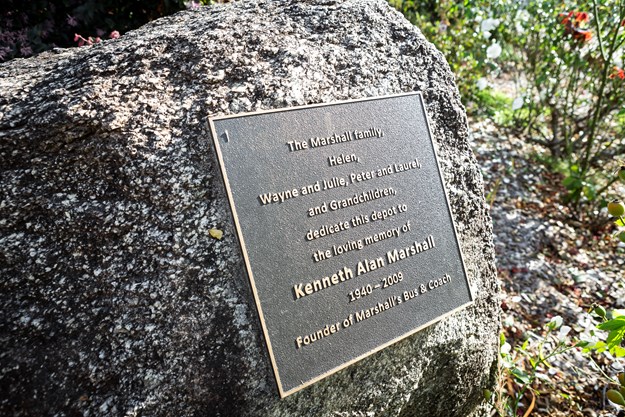 The Marshall family,
Helen,
Wayne and Julie, Peter and Laurel,
and Grandchildren,
dedicate this depot to
the loving memory of
Kenneth Alan Marshall
1940 – 2009
Founder of Marshall's Bus & Coach